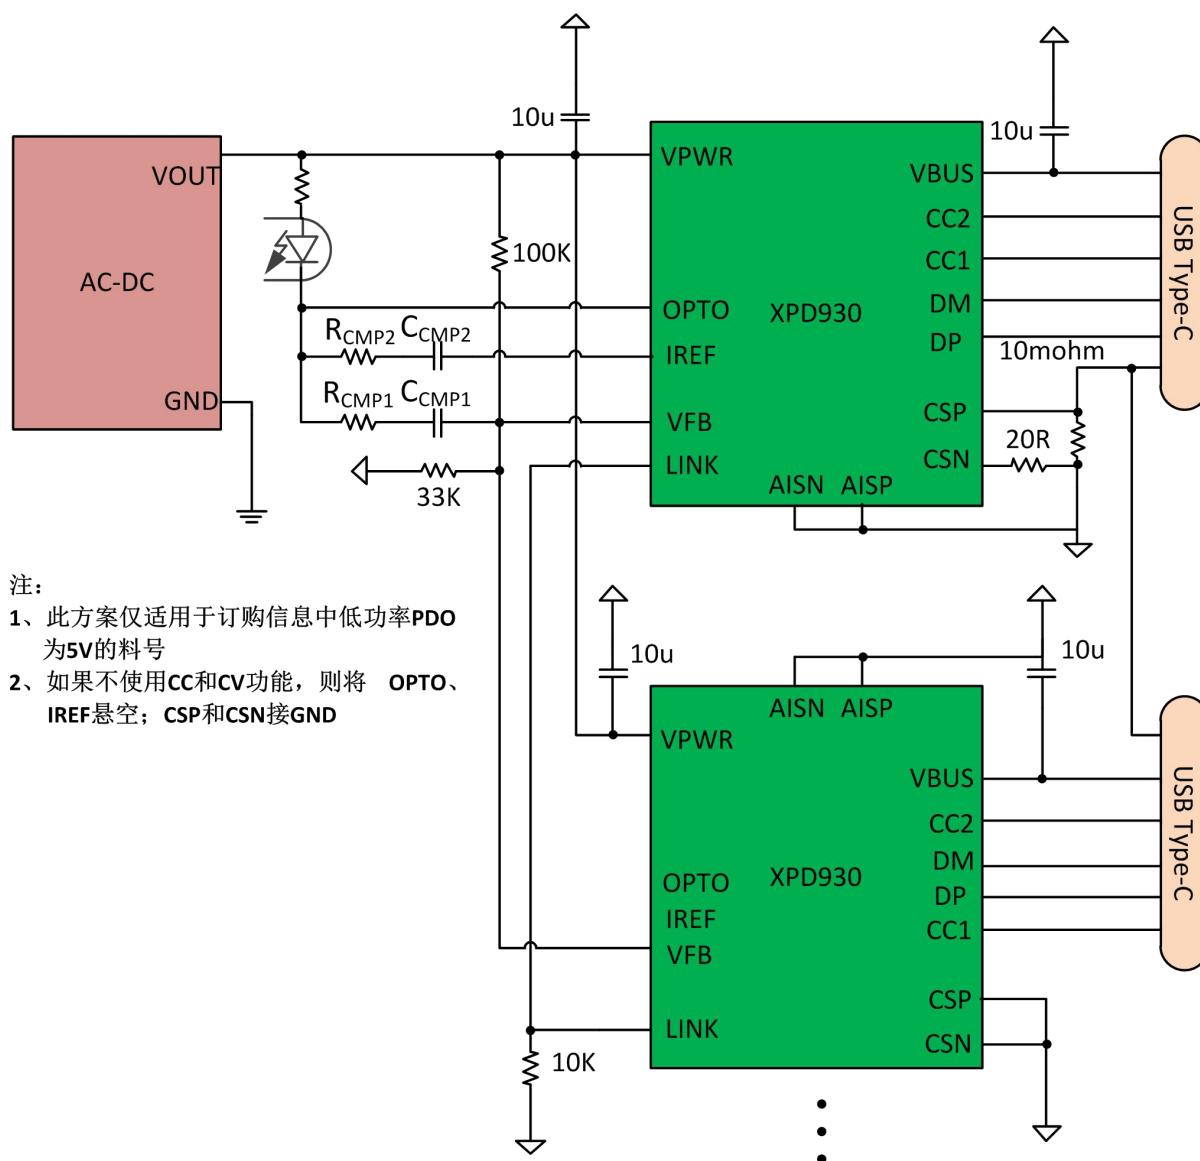 10u
10u
VOUT
VPWR
VBUS
CC2
100K
CC1
AC-DC
OPTO
XPD930
DM
DP
USB Type-C
RCMP2
CCMP2
IREF
10mohm
GND
RCMP1
CCMP1
VFB
CSP
20R
LINK
CSN
33K
AISN
AISP
注：
1、此方案仅适用于订购信息中低功率PDO
为5V的料号
2、如果不使用CC和CV功能，则将 OPTO、
IREF悬空；CSP和CSN接GND
10u
10u
AISN
AISP
VPWR
VBUS
CC2
DM
OPTO
XPD930
DP
IREF
CC1
VFB
USB Type-C
CSP
LINK
CSN
10K